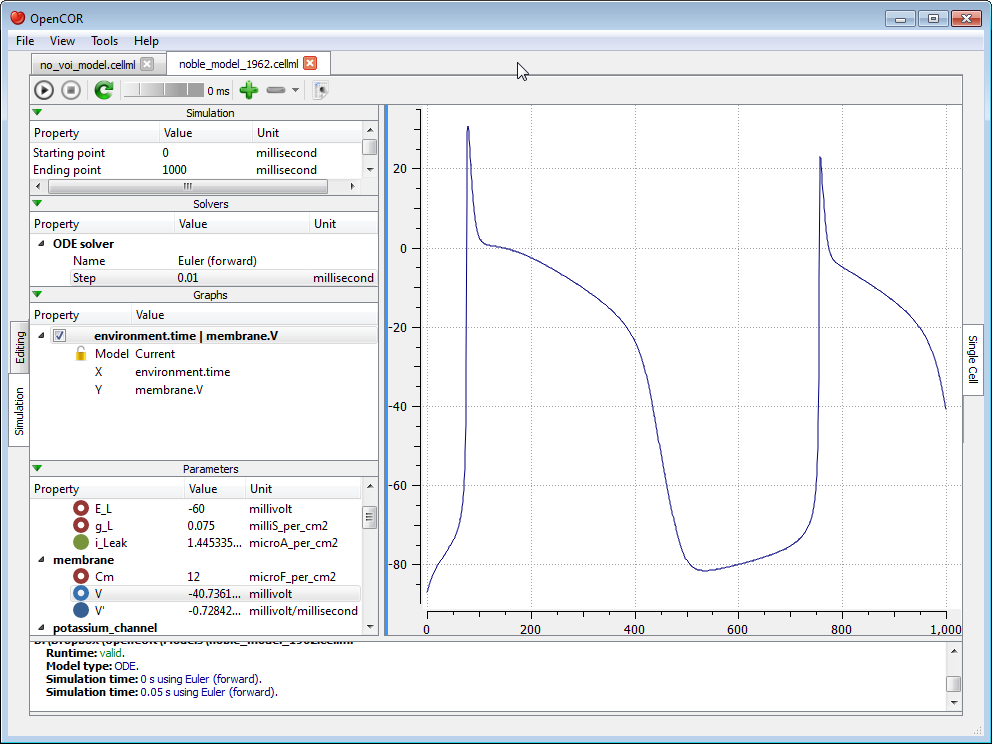 OpenCOR
File View Tools Help
no_voi_model.cellml
noble_model_1962.cellml
0 ms
Simulation
Property Value Unit
Starting point 0 millisecond
Ending point 1000 millisecond
Solvers
Property Value Unit
ODE solver
Name Euler (forward)
Step 0.01 millisecond
Graphs
Property Value
environment.time | membrane.V
Model Current
X environment.time
Y membrane.V
Parameters
Property Value Unit
E_L -60 millivolt
g_L 0.075 milliS_per_cm2
i_Leak 1.445335... microA_per_cm2
membrane
Cm 12 microF_per_cm2
V -40.7361... millivolt
V' -0.72842... millivolt/millisecond
potassium_channel
Editing
Simulation
20
0
-20
-40
-60
-80
0 200 400 600 800 1,000
Single Cell
Runtime: valid.
Model type: ODE.
Simulation time: 0 s using Euler (forward).
Simulation time: 0.05 s using Euler (forward).